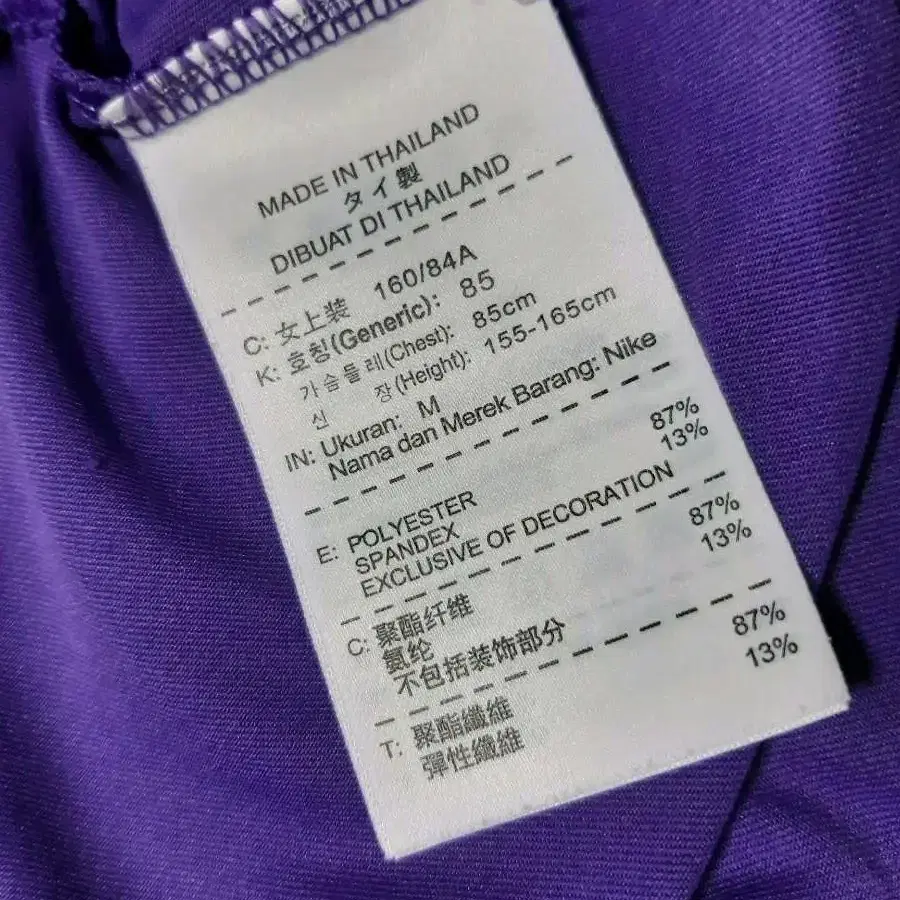 MADE IN THAILAND
タイ製
DIBUAT DI THAILAND
C: 女上装 160/84A
K: 호칭(Generic): 85
가슴둘레(Chest): 85cm
신 장(Height): 155-165cm
IN: Ukuran: M
Nama dan Merek Barang: Nike
E: POLYESTER 87%
SPANDEX 13%
EXCLUSIVE OF DECORATION
C: 聚酯纤维 87%
氨纶 13%
不包括装饰部分
T: 聚酯纖維 87%
彈性纖維 13%